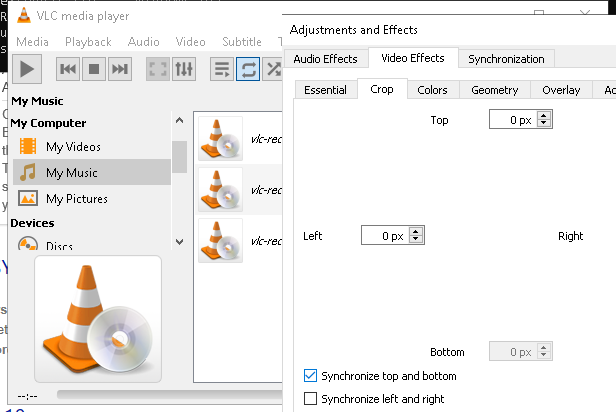 VLC media player
Media Playback Audio Video Subtitle T
My Music
My Computer
My Videos
My Music
My Pictures
Devices
Discs
vlc-rec
vlc-rec
vlc-rec
--:--
Adjustments and Effects
Audio Effects Video Effects Synchronization
Essential Crop Colors Geometry Overlay
Top 0 px
Left 0 px Right
Bottom 0 px
Synchronize top and bottom
Synchronize left and right